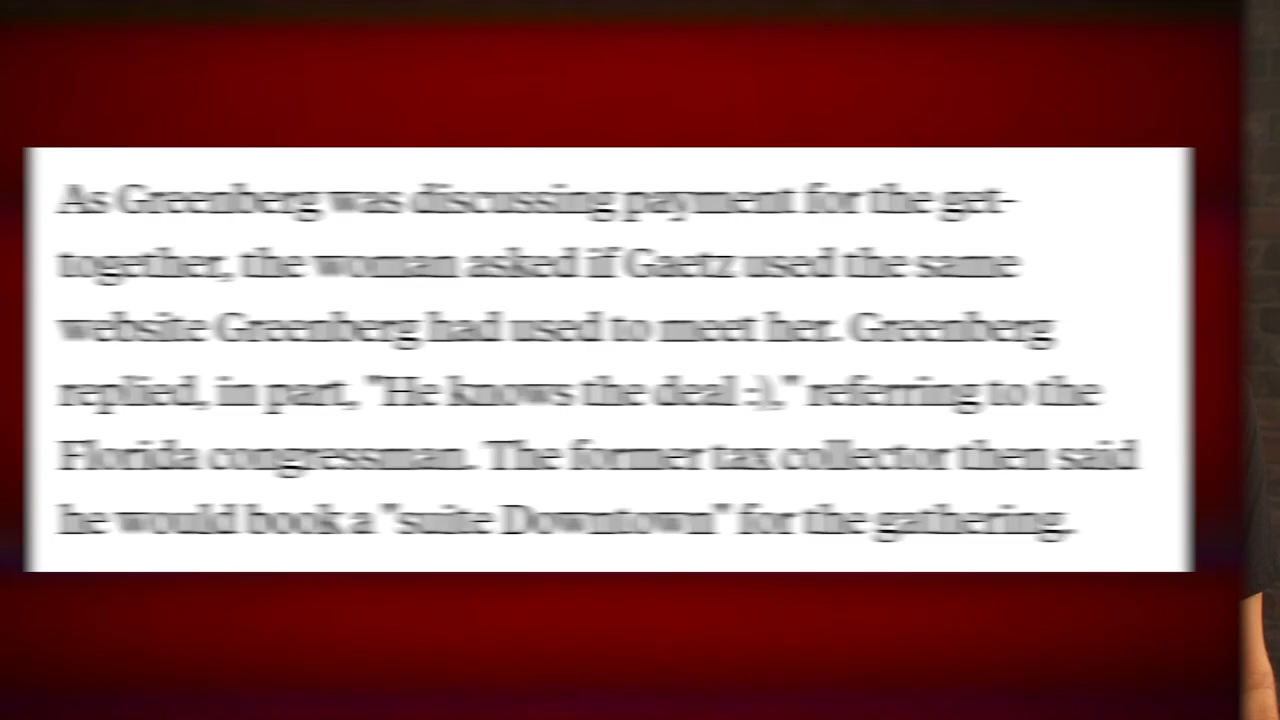 As Greenberg was discussing payment for the get-
together, the woman asked if Gaetz used the same
website Greenberg had used to meet her. Greenberg
replied, in part, "He knows the deal :)," referring to the
Florida congressman. The former tax collector then said
he would book a "suite Downtown" for the gathering.